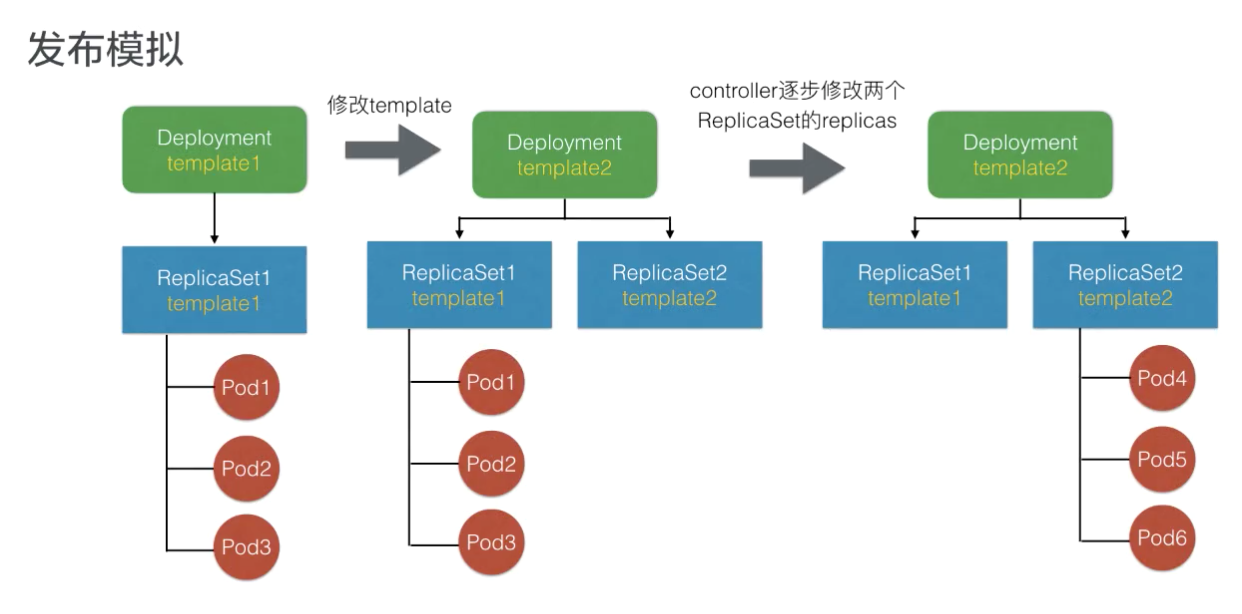 发布模拟
Deployment
template1
ReplicaSet1
template1
Pod1
Pod2
Pod3
修改template
Deployment
template2
ReplicaSet1
template1
ReplicaSet2
template2
Pod1
Pod2
Pod3
controller逐步修改两个
ReplicaSet的replicas
Deployment
template2
ReplicaSet1
template1
ReplicaSet2
template2
Pod4
Pod5
Pod6